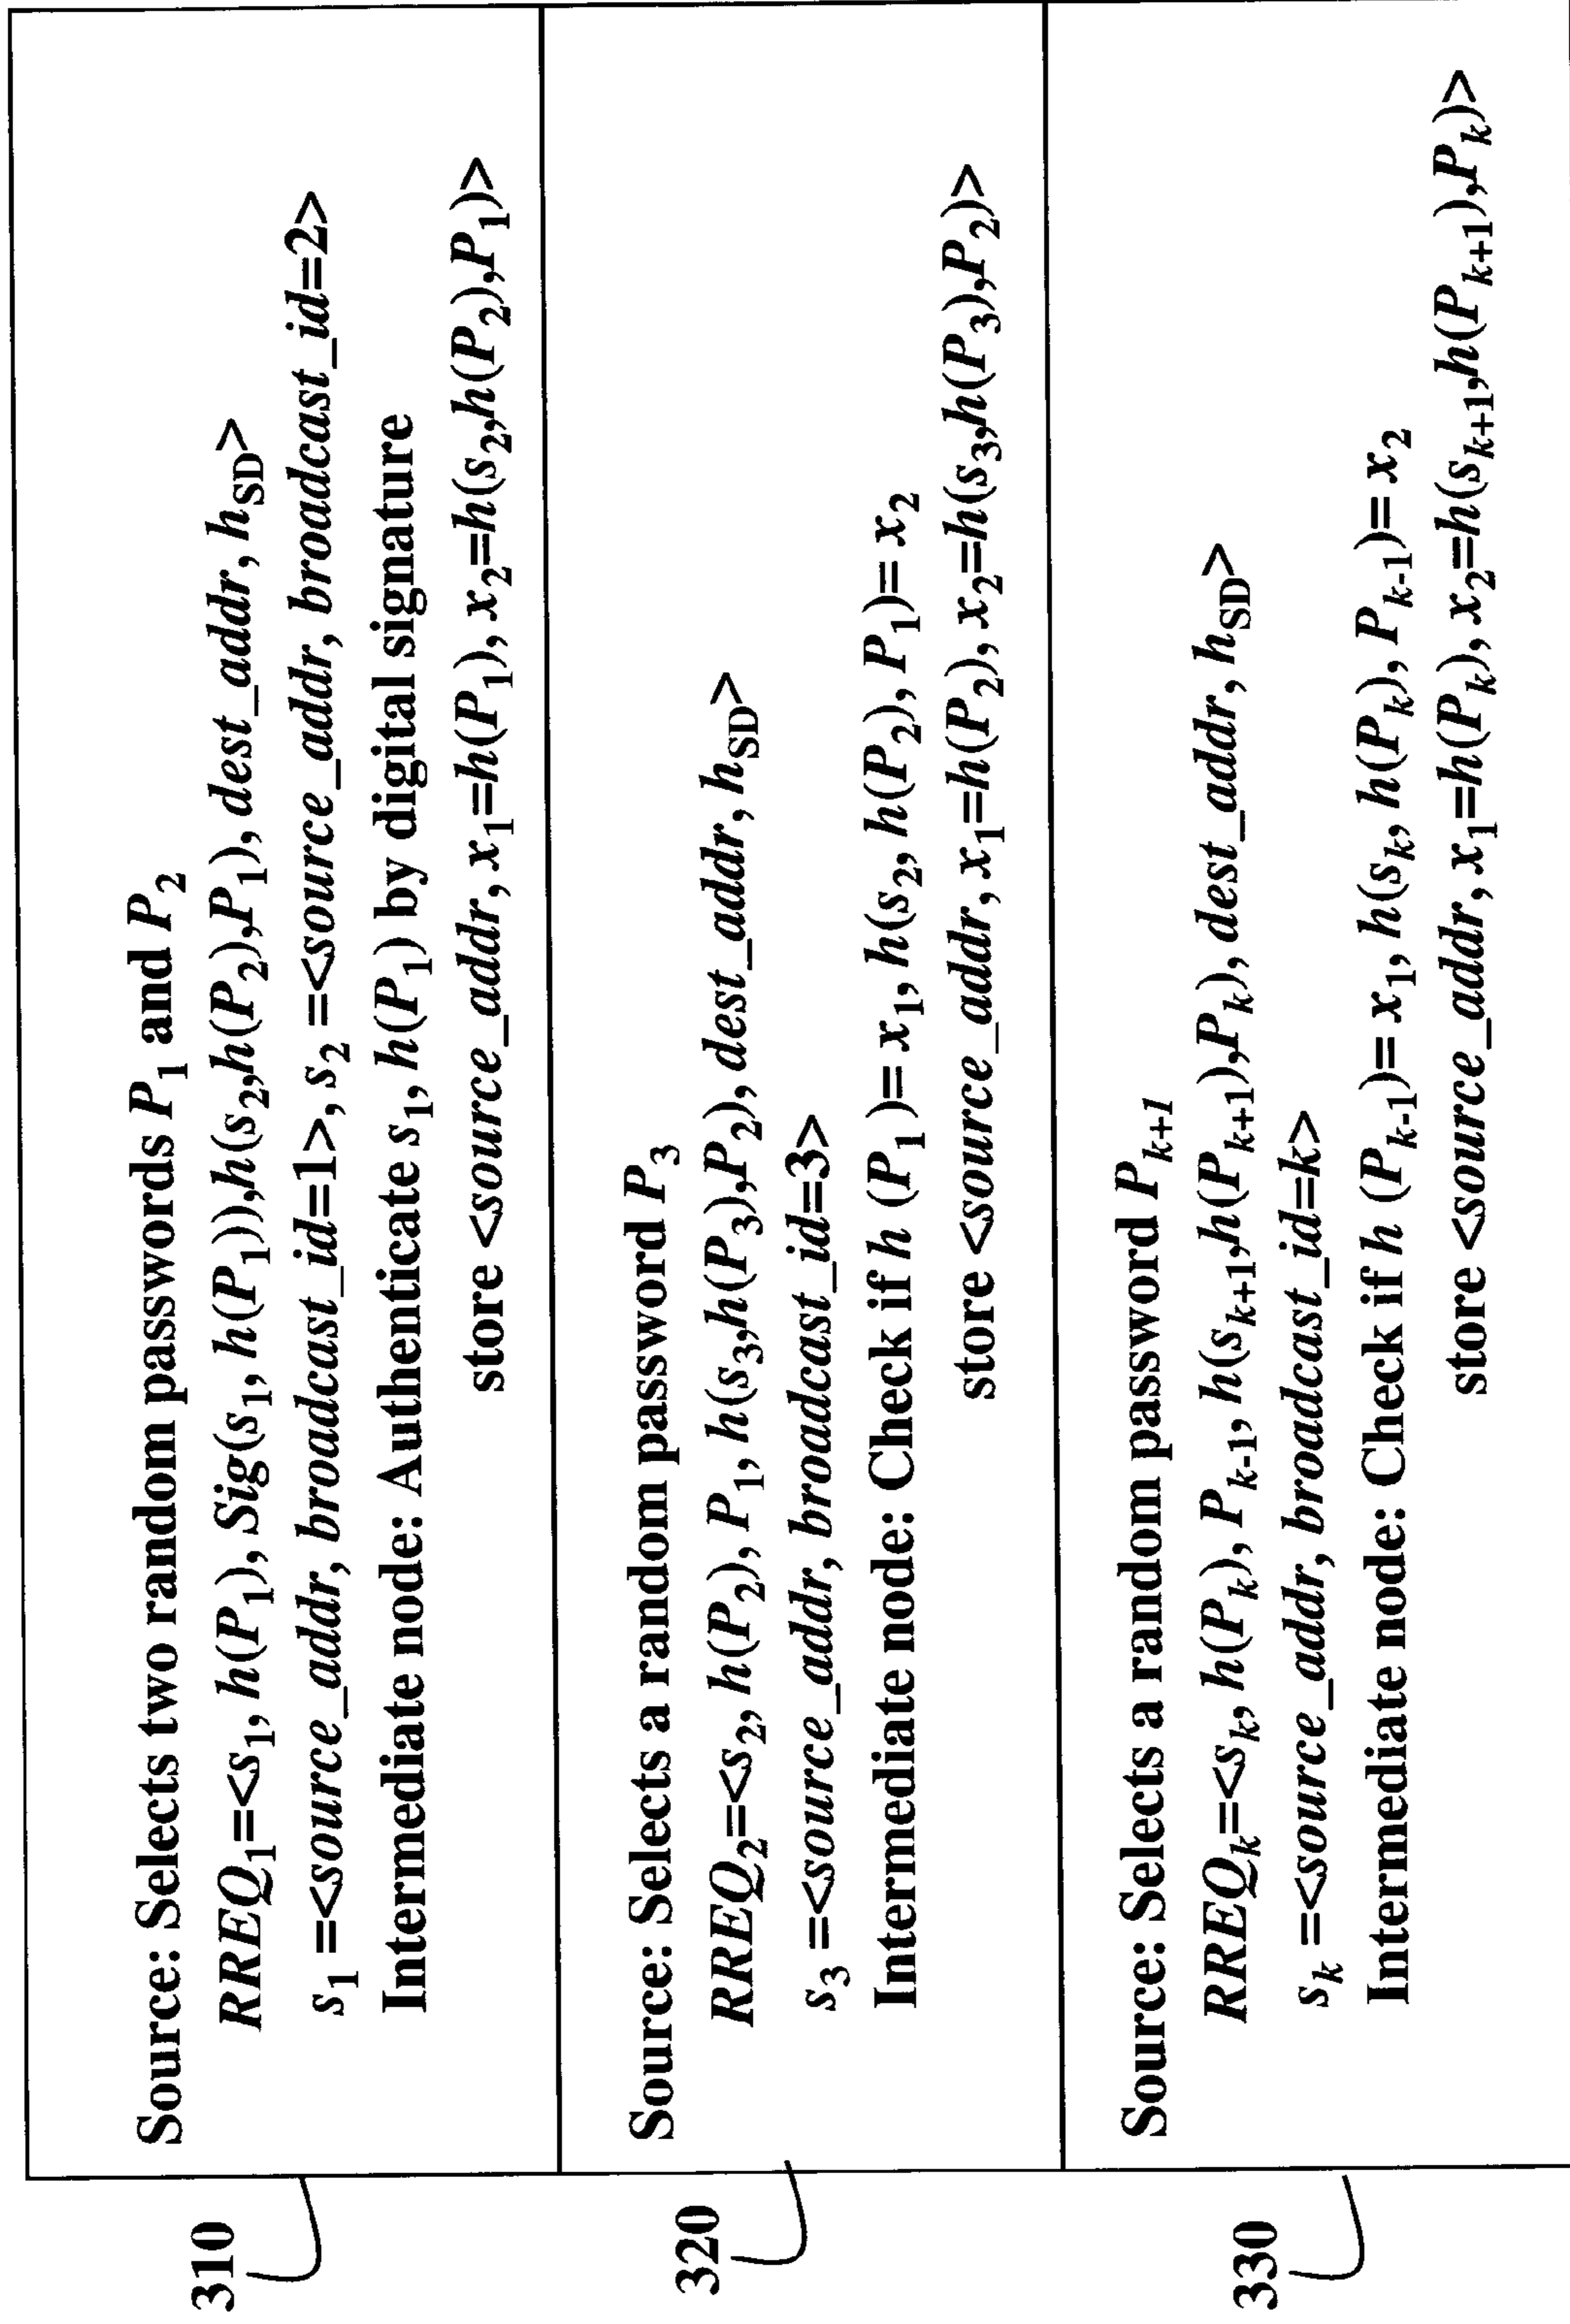 310
Source: Selects two random passwords P₁ and P₂
RREQ₁=<s₁, h(P₁), Sig(s₁, h(P₁)),h(s₂,h(P₂),P₁), dest_addr, h_SD>
s₁ =<source_addr, broadcast_id=1>, s₂ =<source_addr, broadcast_id=2>
Intermediate node: Authenticate s₁, h(P₁) by digital signature
store <source_addr, x₁=h(P₁), x₂=h(s₂,h(P₂),P₁)>
320
Source: Selects a random password P₃
RREQ₂=<s₂, h(P₂), P₁, h(s₃,h(P₃),P₂), dest_addr, h_SD>
s₃ =<source_addr, broadcast_id=3>
Intermediate node: Check if h (P₁)= x₁, h(s₂, h(P₂), P₁)= x₂
store <source_addr, x₁=h(P₂), x₂=h(s₃,h(P₃),P₂)>
330
Source: Selects a random password Pₖ₊₁
RREQₖ=<sₖ, h(Pₖ), Pₖ₋₁, h(sₖ₊₁,h(Pₖ₊₁),Pₖ), dest_addr, h_SD>
sₖ =<source_addr, broadcast_id=k>
Intermediate node: Check if h (Pₖ₋₁)= x₁, h(sₖ, h(Pₖ), Pₖ₋₁)= x₂
store <source_addr, x₁=h(Pₖ), x₂=h(sₖ₊₁,h(Pₖ₊₁),Pₖ)>